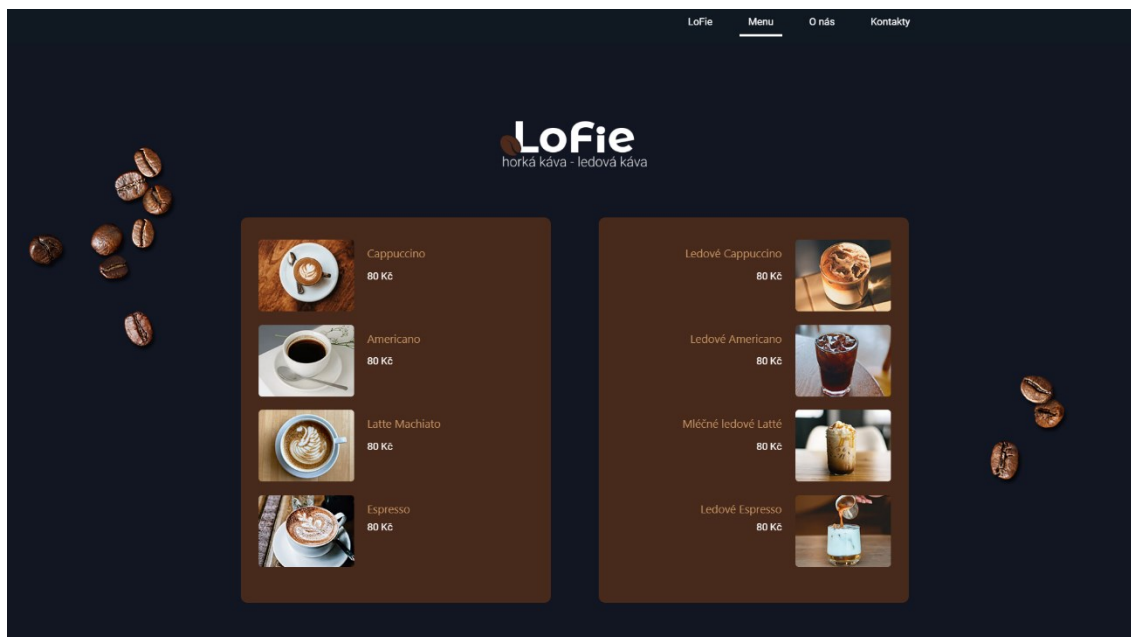 LoFie Menu O nás Kontakty
LoFie
horká káva - ledová káva
Cappuccino
80 Kč
Americano
80 Kč
Latte Machiato
80 Kč
Espresso
80 Kč
Ledové Cappuccino
80 Kč
Ledové Americano
80 Kč
Mléčné ledové Latté
80 Kč
Ledové Espresso
80 Kč